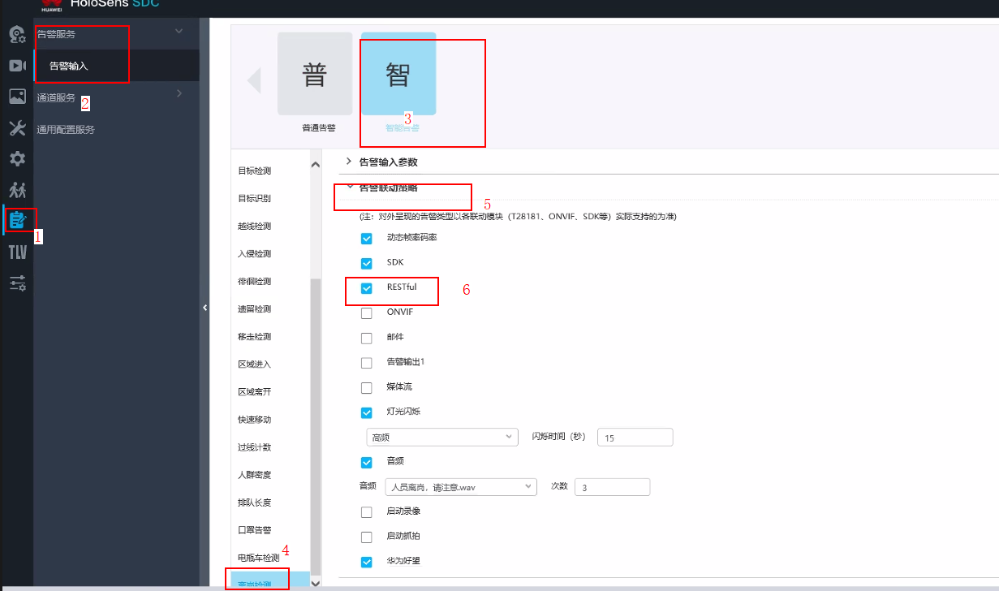 HUAWEI HoloSens SDC
告警服务
告警输入
通道服务
2
通用配置服务
1
TLV
普
普通告警
智
3
智能告警
目标检测
目标识别
越线检测
入侵检测
徘徊检测
遗留检测
移走检测
区域进入
区域离开
快速移动
过线计数
人群密度
排队长度
口罩告警
电瓶车检测
4
离岗检测
告警输入参数
告警联动策略
5
(注：对外呈现的告警类型以各联动模块（T28181、ONVIF、SDK等）实际支持的为准)
动态帧率码率
SDK
RESTful
6
ONVIF
邮件
告警输出1
媒体流
灯光闪烁
高频 闪烁时间（秒） 15
音频
音频 人员离岗，请注意.wav 次数 3
启动录像
启动抓拍
华为好望